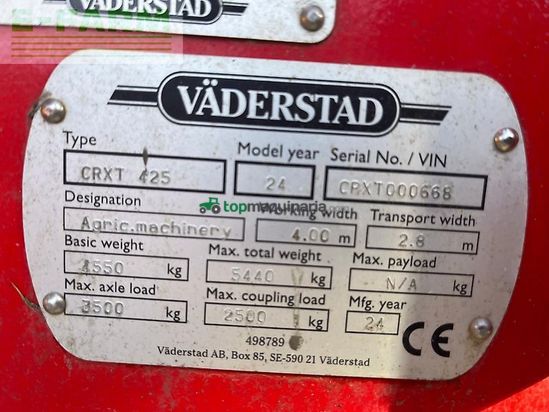 E-FARM
VÄDERSTAD
VÄDERSTAD
Type Model year Serial No. / VIN
CRXT 425 24 CRXT000668
topmaquinaria.com
Designation Working width Transport width
Agric.machinery 4.00 m 2.8 m
Basic weight Max. total weight Max. payload
4550 kg 5440 kg N/A kg
Max. axle load Max. coupling load Mfg. year
3500 kg 2500 kg 24 CE
498789
Väderstad AB, Box 85, SE-590 21 Väderstad